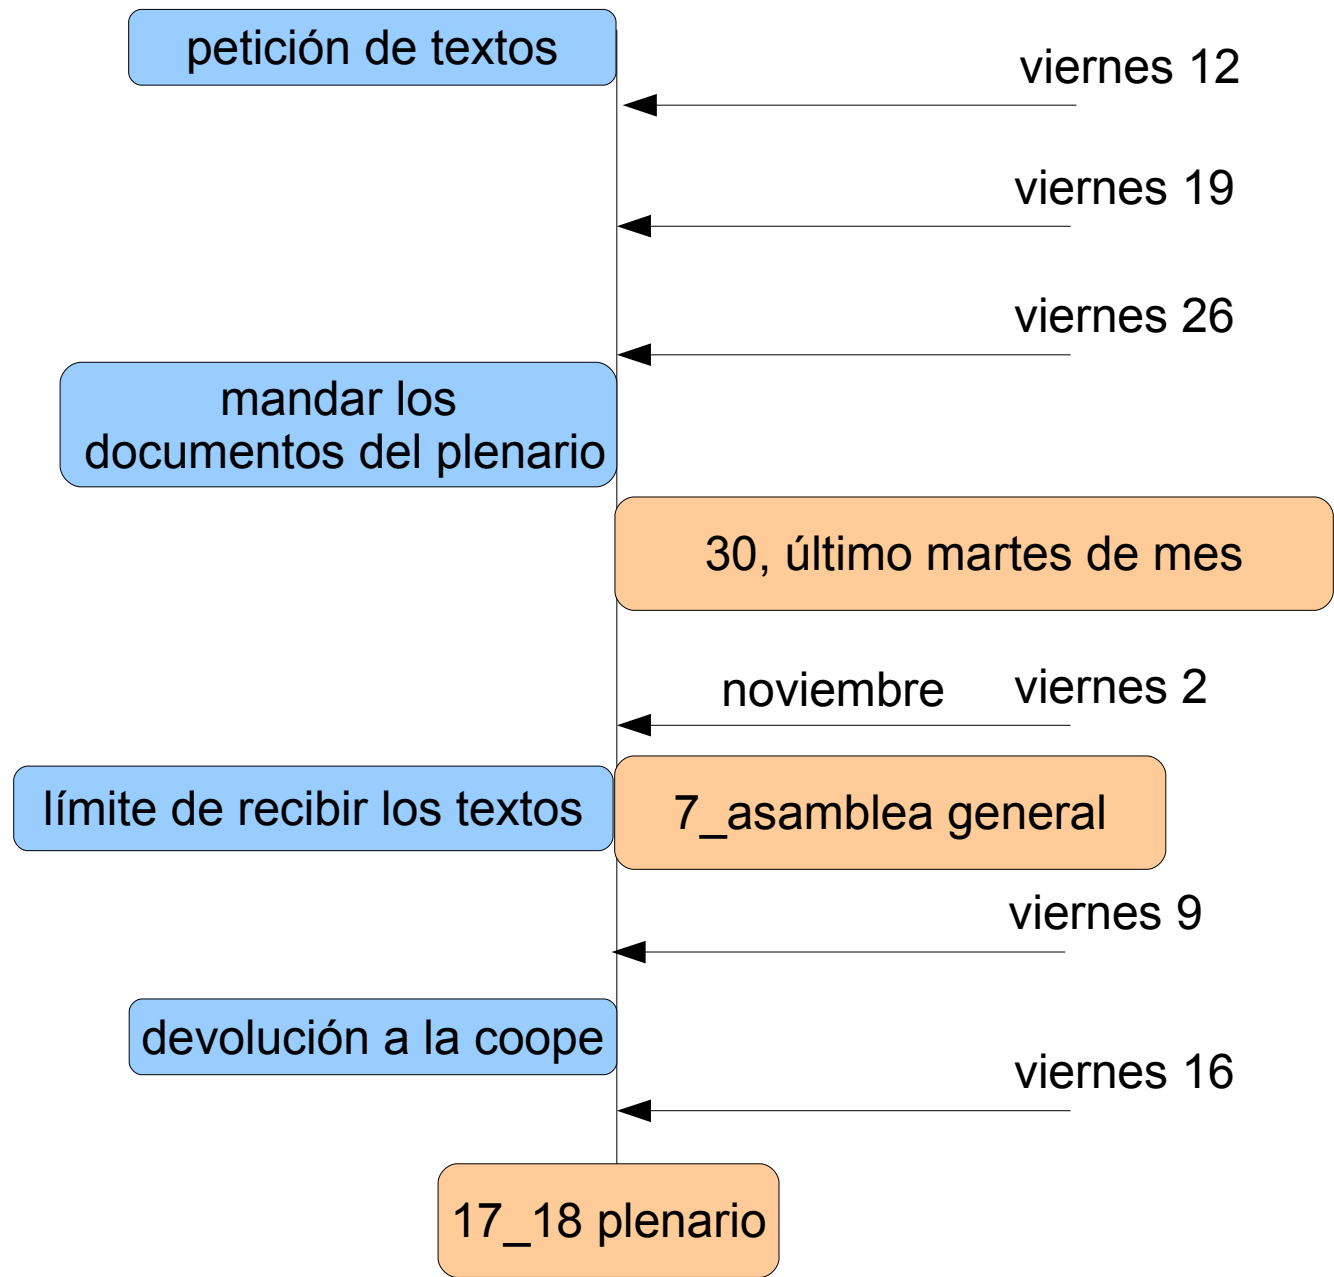 petición de textos
viernes 12
viernes 19
viernes 26
mandar los
documentos del plenario
30, último martes de mes
noviembre
viernes 2
límite de recibir los textos
7_asamblea general
viernes 9
devolución a la coope
viernes 16
17_18 plenario